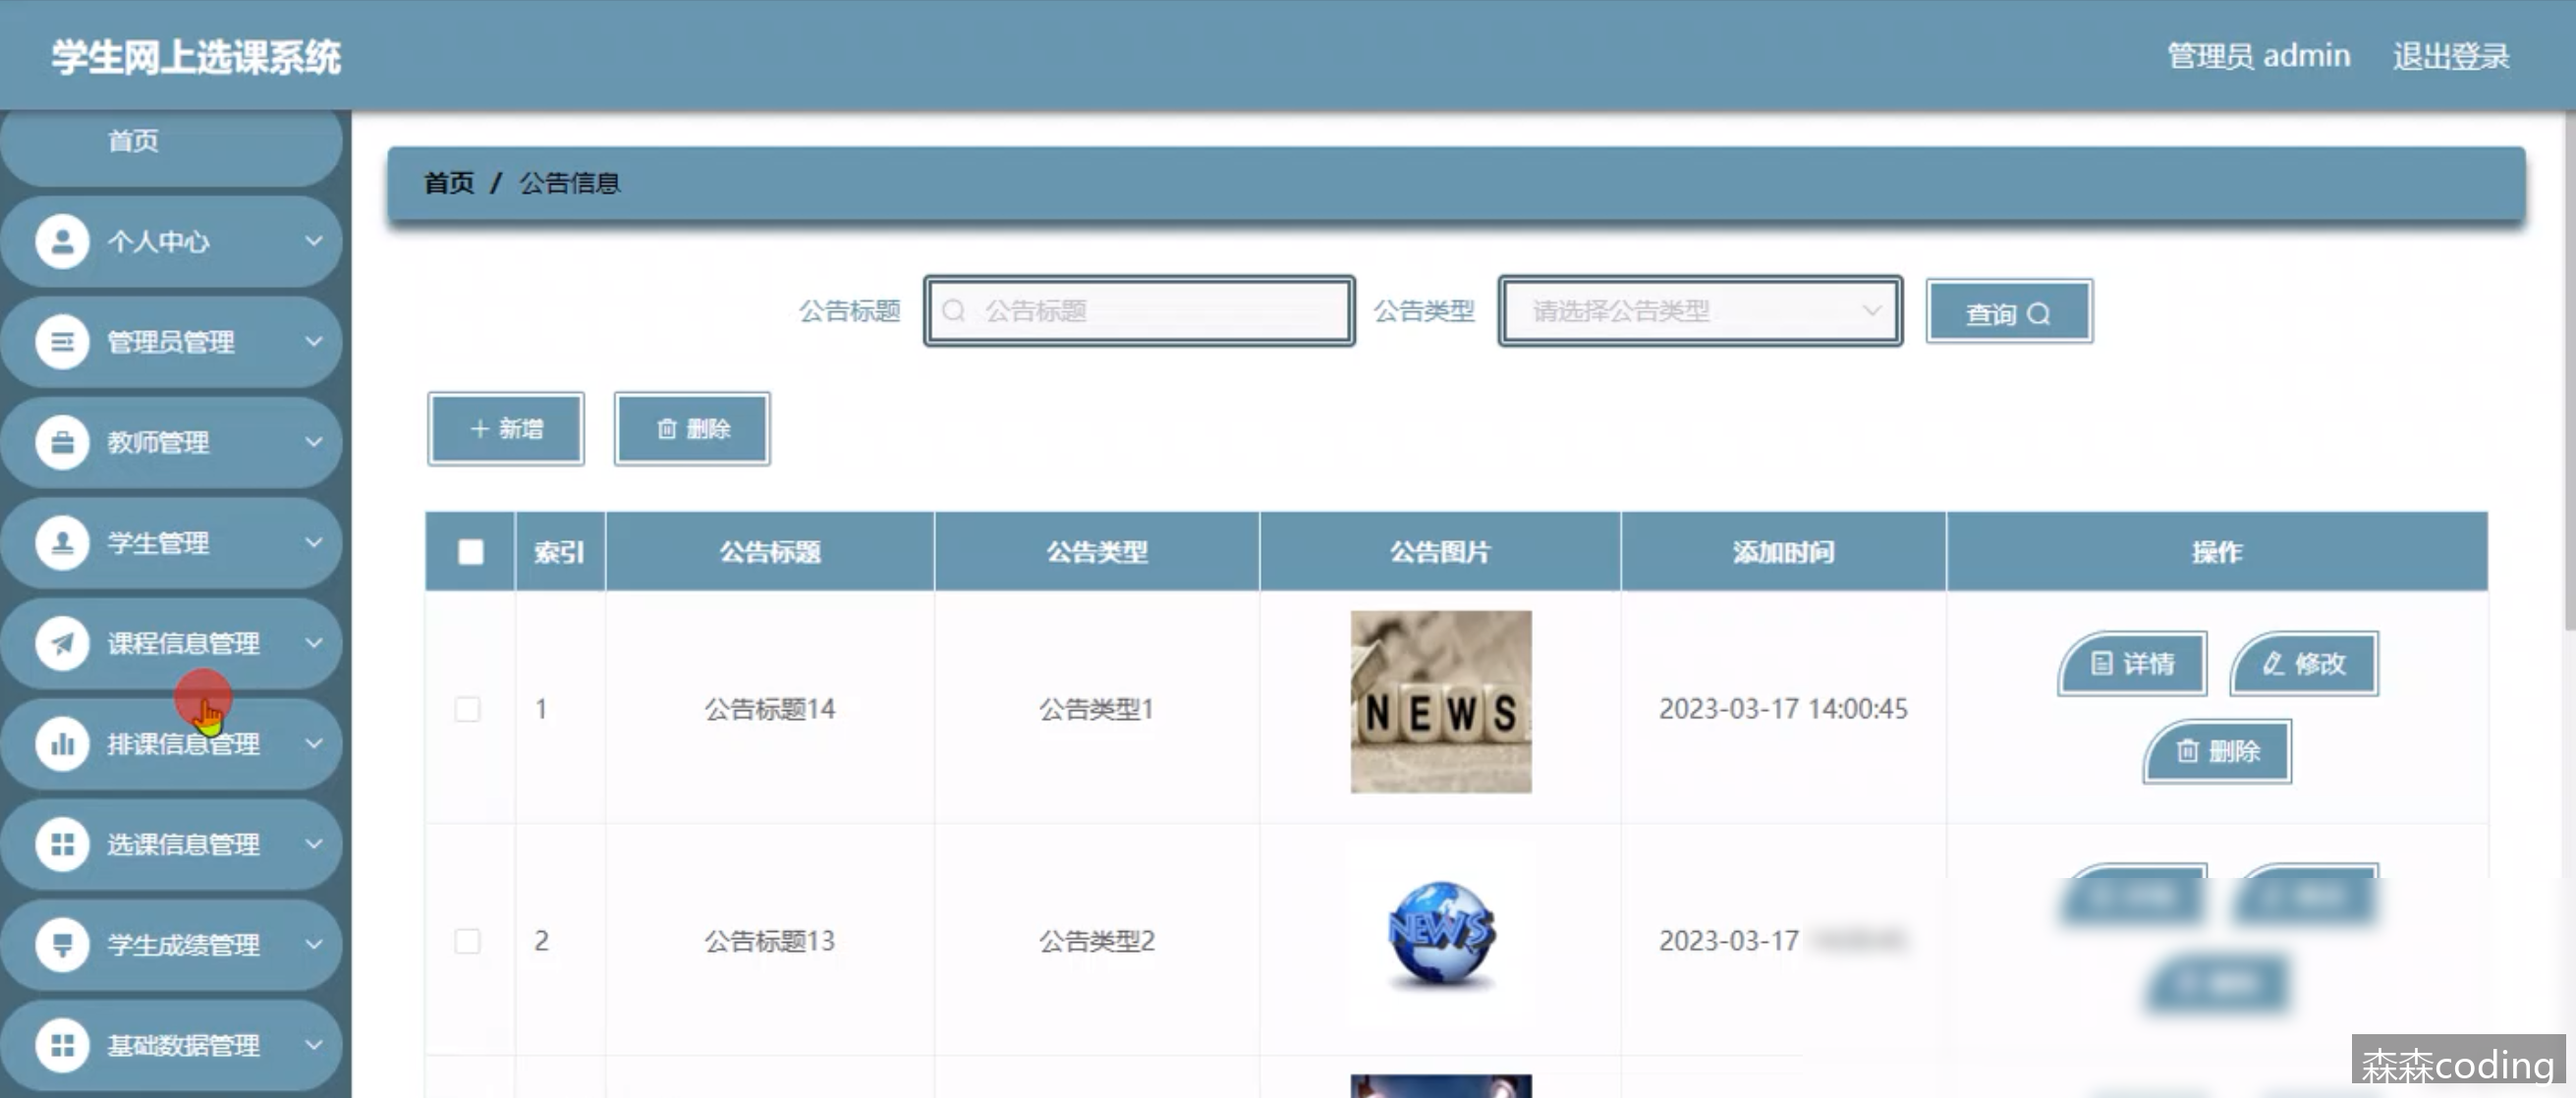 学生网上选课系统
管理员 admin 退出登录
首页
个人中心
管理员管理
教师管理
学生管理
课程信息管理
排课信息管理
选课信息管理
学生成绩管理
基础数据管理
首页 / 公告信息
公告标题 公告标题 公告类型 请选择公告类型 查询
新增 删除
索引 公告标题 公告类型 公告图片 添加时间 操作
1 公告标题14 公告类型1 NEWS 2023-03-17 14:00:45 详情 修改
删除
2 公告标题13 公告类型2 NEWS 2023-03-17
森森coding